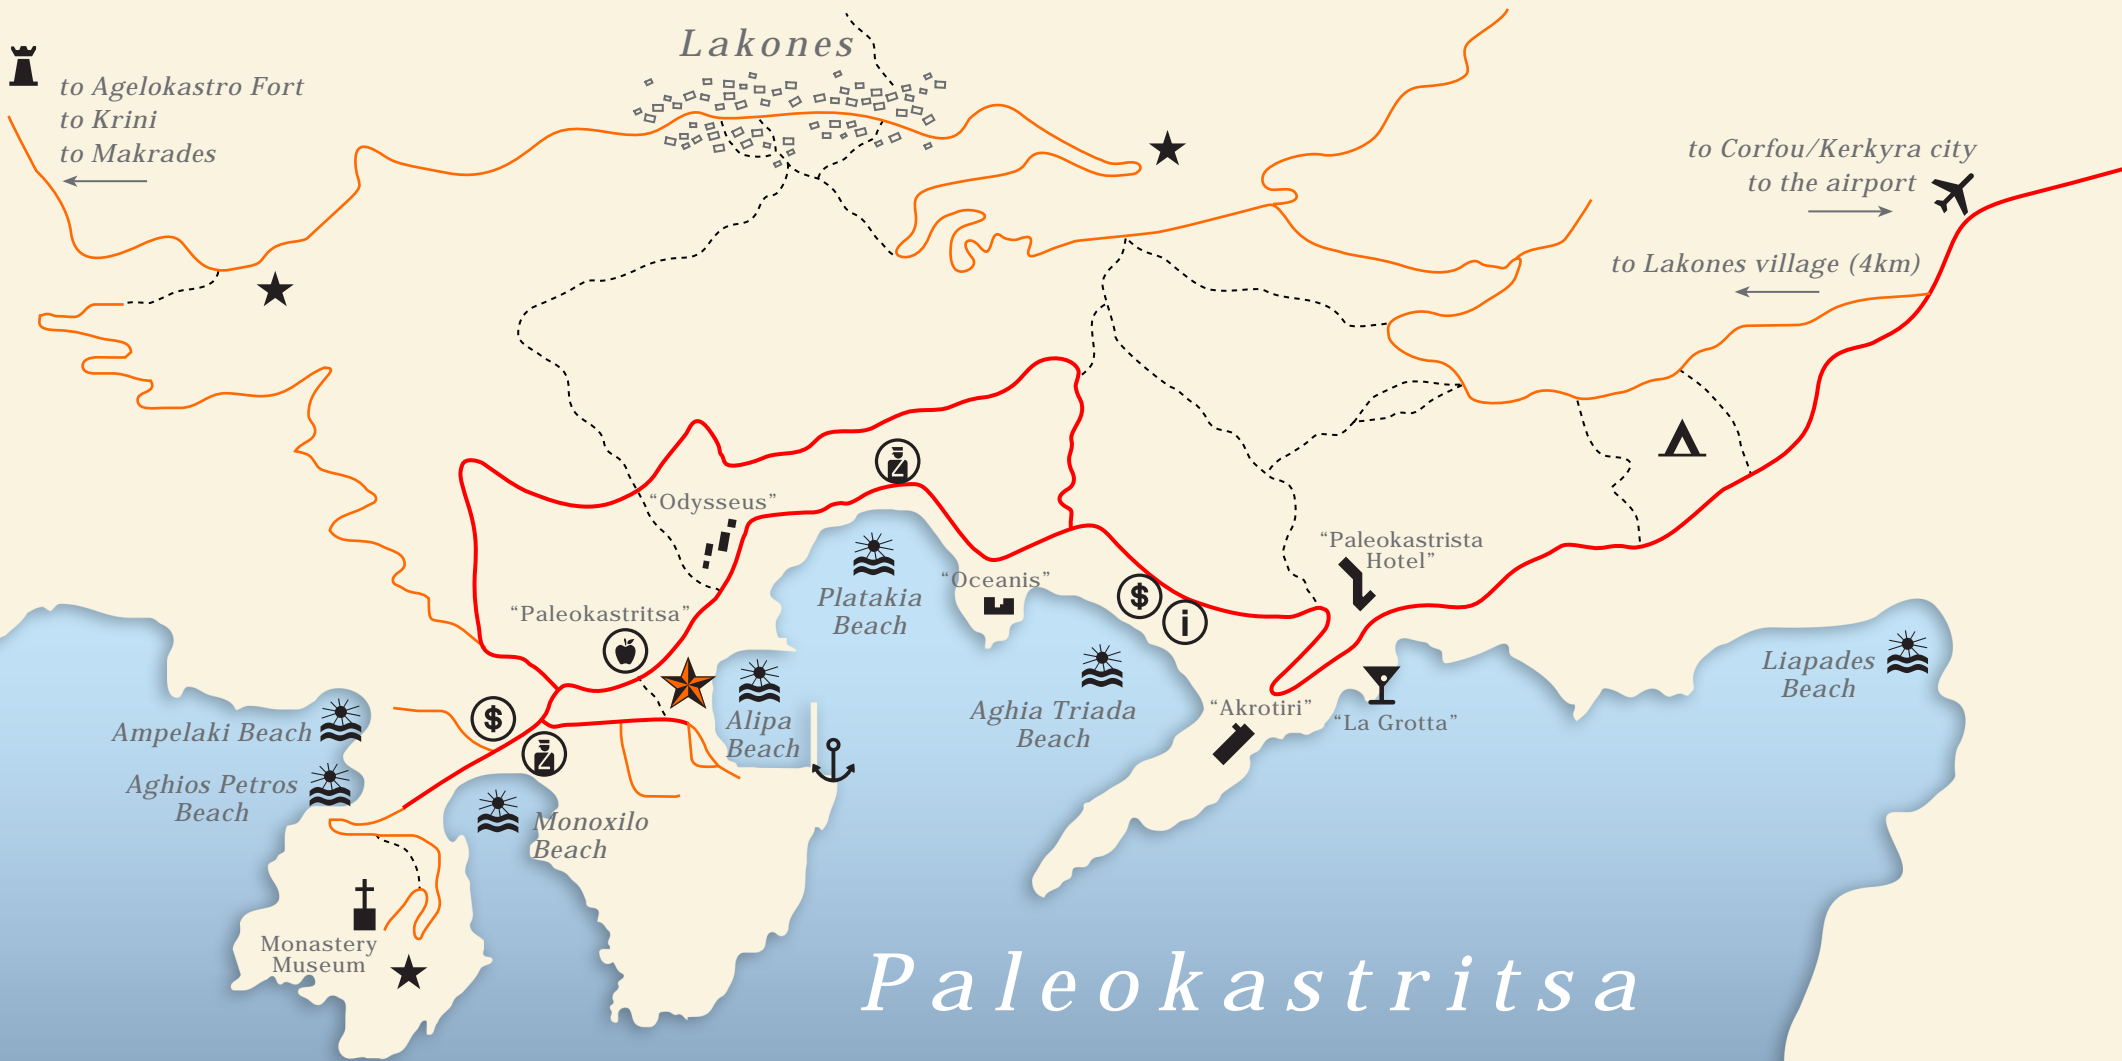 Lakones
to Agelokastro Fort
to Krini
to Makrades
to Corfou/Kerkyra city
to the airport
to Lakones village (4km)
“Odysseus”
“Paleokastrista
Hotel”
“Oceanis”
Platakia
Beach
“Paleokastritsa”
$
i
Liapades
Beach
Aghia Triada
Beach
“Akrotiri”
“La Grotta”
Alipa
Beach
$
Ampelaki Beach
Aghios Petros
Beach
Monoxilo
Beach
Monastery
Museum
Paleokastritsa